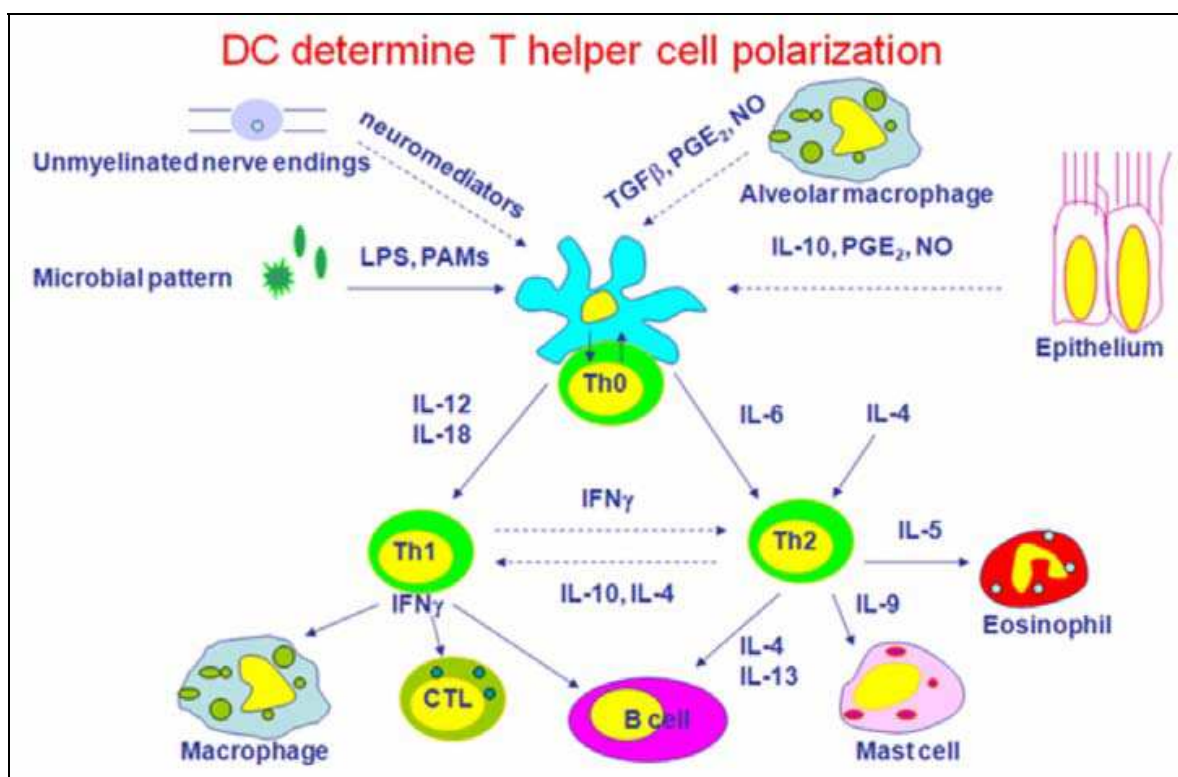 DC determine T helper cell polarization
neuromediators
TGFβ, PGE₂, NO
Unmyelinated nerve endings
Alveolar macrophage
LPS, PAMs
IL-10, PGE₂, NO
Microbial pattern
Epithelium
Th0
IL-12
IL-18
IL-6
IL-4
IFNγ
Th1
Th2
IL-5
IL-10, IL-4
IFNγ
IL-9
Eosinophil
IL-4
IL-13
CTL
B cell
Macrophage
Mast cell